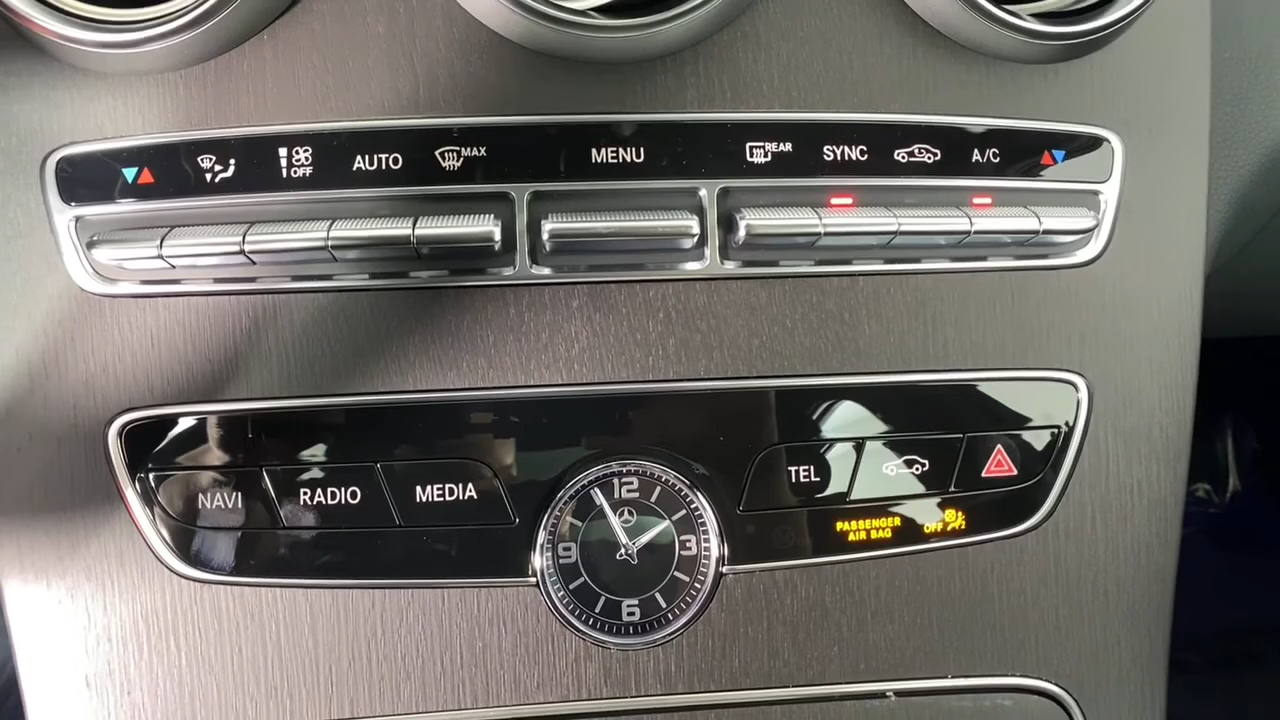 OFF
AUTO
MAX
MENU
REAR
SYNC
A/C
NAVI
RADIO
MEDIA
12
3
6
9
TEL
PASSENGER
AIR BAG
OFF